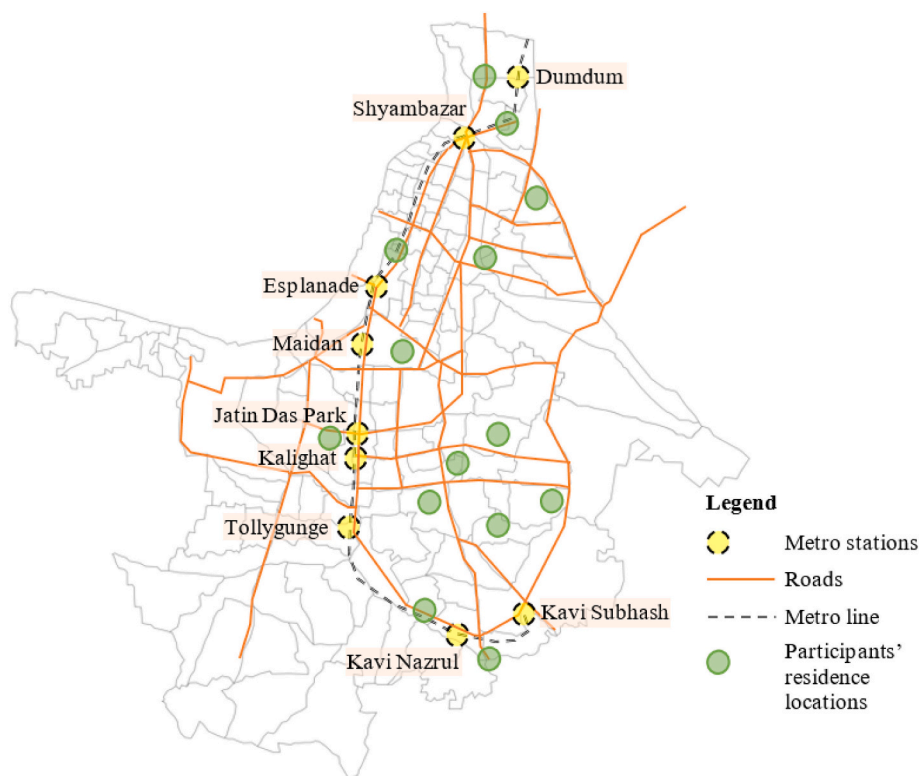 Dumdum
Shyambazar
Esplanade
Maidan
Jatin Das Park
Kalighat
Tollygunge
Kavi Subhash
Kavi Nazrul
Legend
Metro stations
Roads
Metro line
Participants’
residence
locations